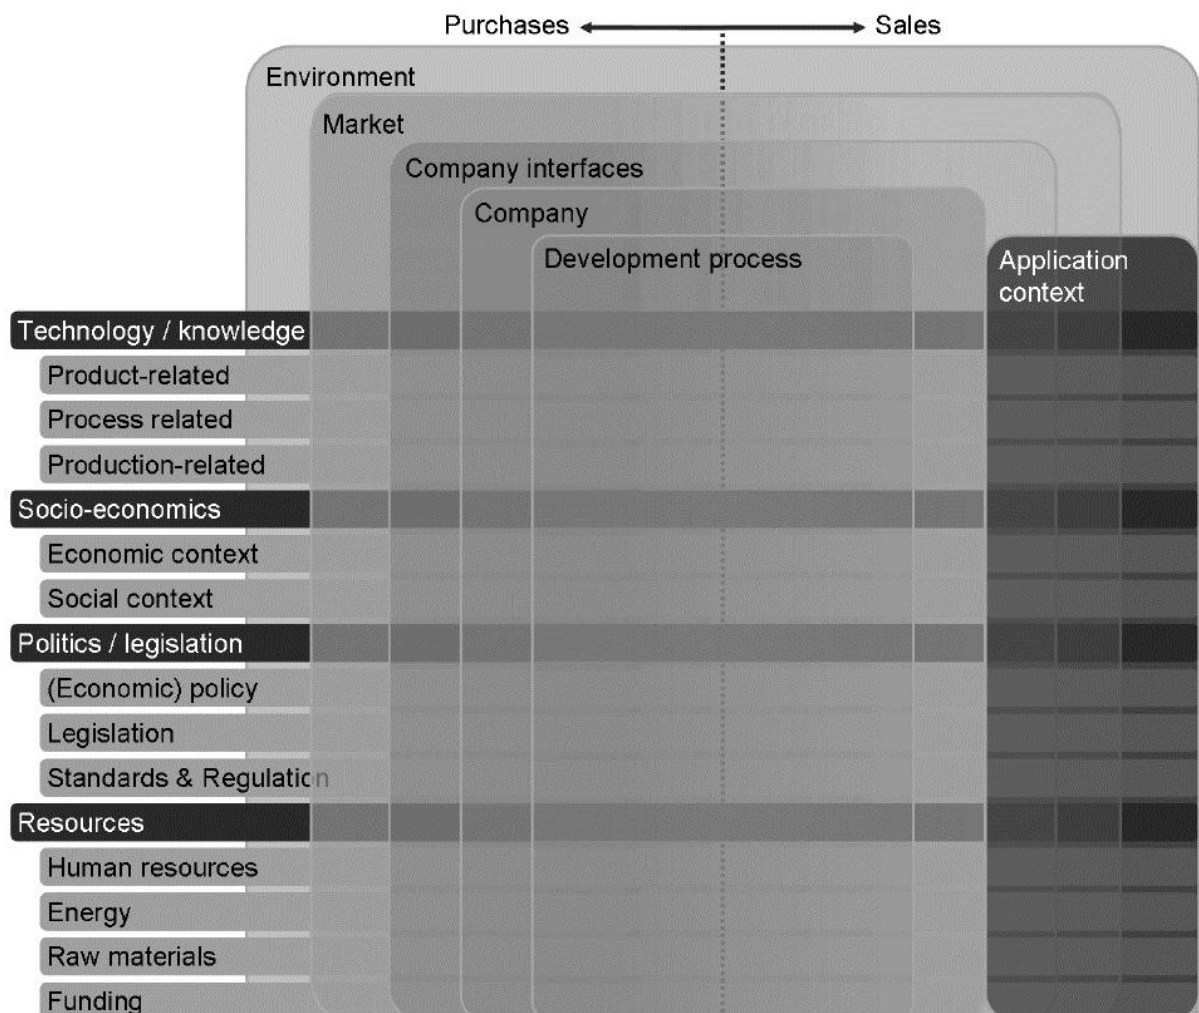 Purchases Sales
Environment
Market
Company interfaces
Company
Development process
Application
context
Technology / knowledge
Product-related
Process related
Production-related
Socio-economics
Economic context
Social context
Politics / legislation
(Economic) policy
Legislation
Standards & Regulation
Resources
Human resources
Energy
Raw materials
Funding